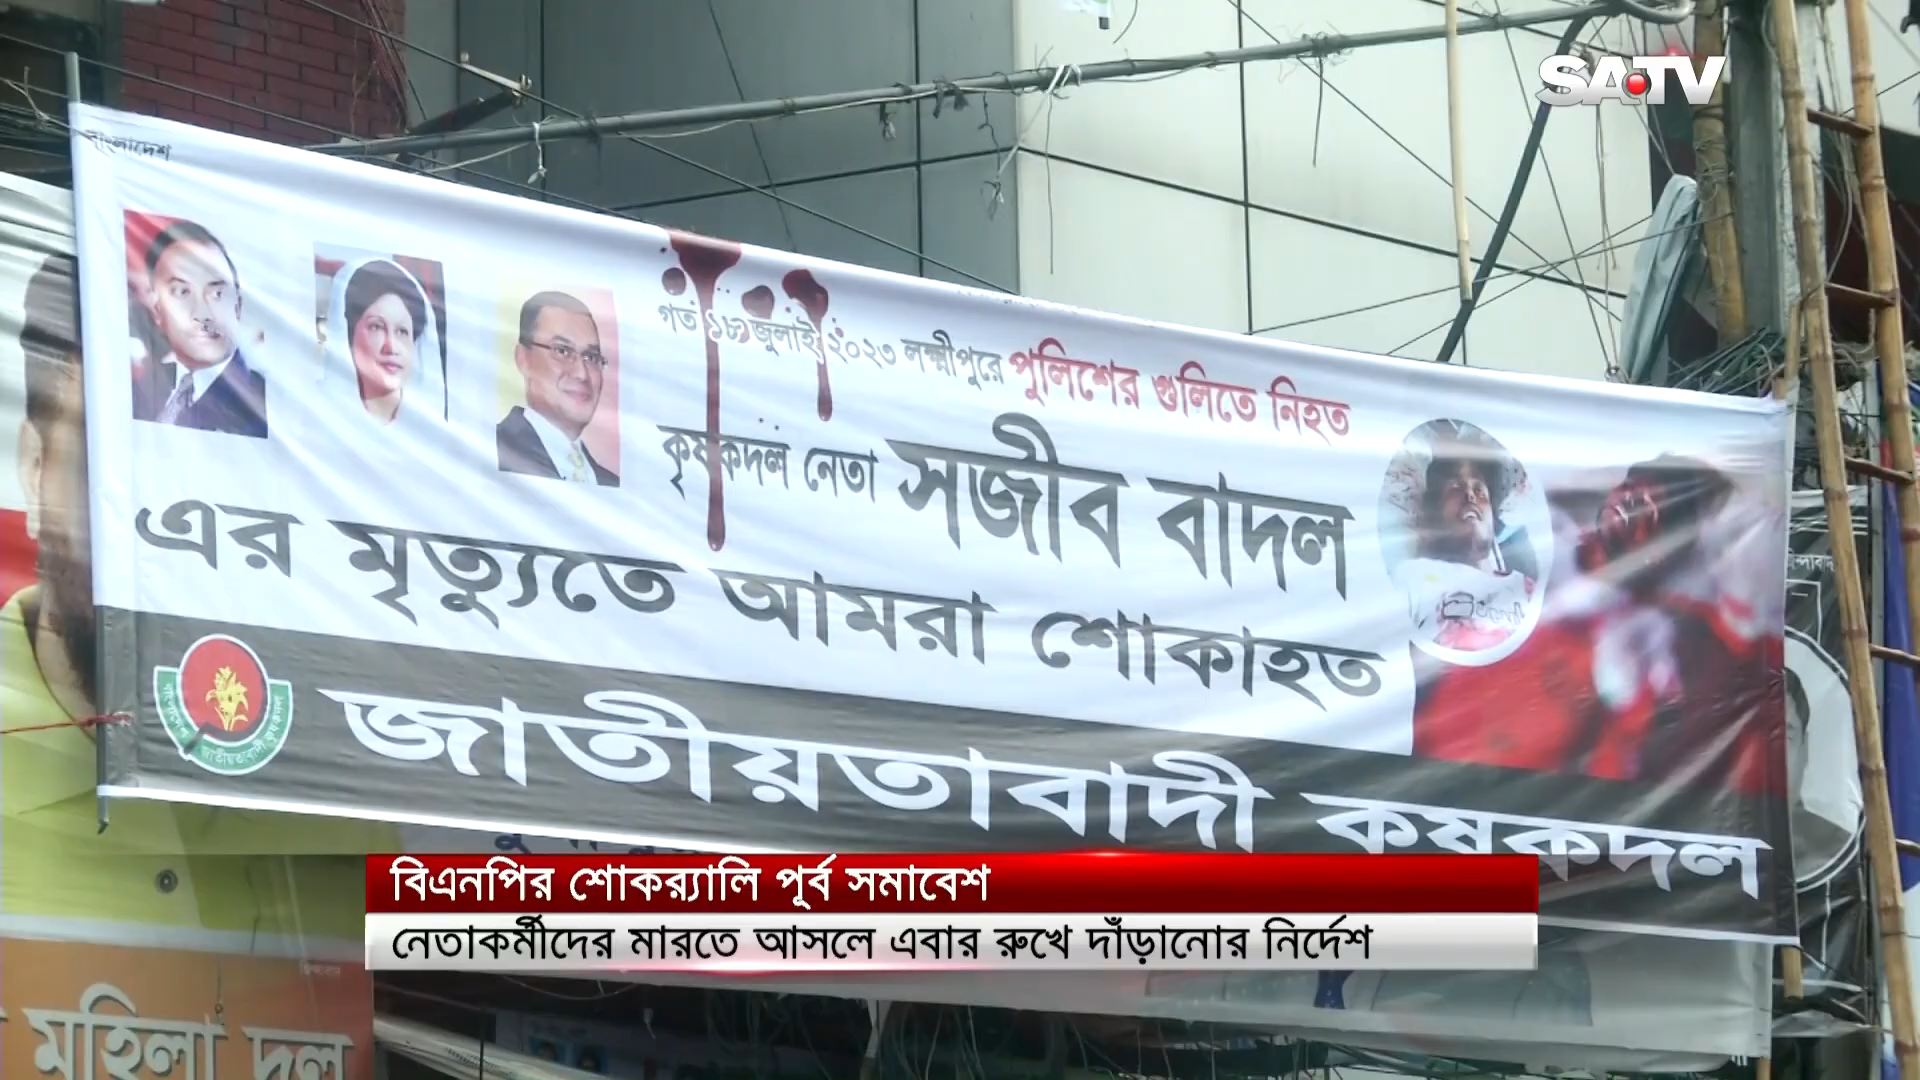 SATV
বাংলাদেশ
গত ১৮ জুলাই ২০২৩ লক্ষ্মীপুরে পুলিশের গুলিতে নিহত
কৃষকদল নেতা সজীব বাদল
এর মৃত্যুতে আমরা শোকাহত
জাতীয়তাবাদী কৃষকদল
জাতীয়তাবাদী কৃষকদল
বিএনপির শোকর‍্যালি পূর্ব সমাবেশ
নেতাকর্মীদের মারতে আসলে এবার রুখে দাঁড়ানোর নির্দেশ
মহিলা দল